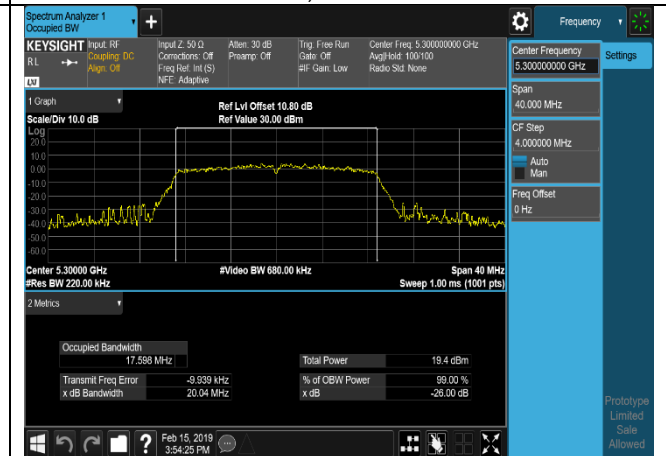 Spectrum Analyzer 1
Occupied BW
+
Frequency
KEYSIGHT
RL
LXI
Input: RF
Coupling: DC
Align: Off
Input Z: 50 Ω
Corrections: Off
Freq Ref: Int (S)
NFE: Adaptive
Atten: 30 dB
Preamp: Off
Trig: Free Run
Gate: Off
#IF Gain: Low
Center Freq: 5.300000000 GHz
Avg|Hold: 100/100
Radio Std: None
Center Frequency
5.300000000 GHz
Settings
Span
40.000 MHz
CF Step
4.000000 MHz
Auto
Man
Freq Offset
0 Hz
1 Graph
Scale/Div 10.0 dB
Ref Lvl Offset 10.80 dB
Ref Value 30.00 dBm
Log
20.0
10.0
0.00
-10.0
-20.0
-30.0
-40.0
-50.0
-60.0
Center 5.30000 GHz
#Res BW 220.00 kHz
#Video BW 680.00 kHz
Span 40 MHz
Sweep 1.00 ms (1001 pts)
2 Metrics
Occupied Bandwidth
17.598 MHz
Total Power 19.4 dBm
Transmit Freq Error -9.939 kHz
% of OBW Power 99.00 %
x dB Bandwidth 20.04 MHz
x dB -26.00 dB
Prototype
Limited
Sale
Allowed
?
Feb 15, 2019
3:54:25 PM